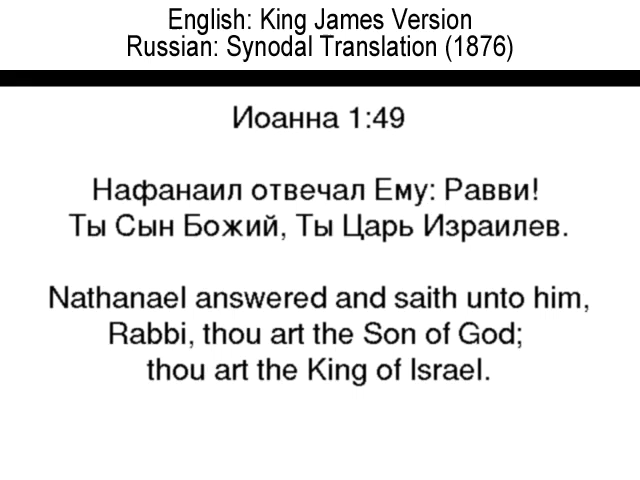 English: King James Version
Russian: Synodal Translation (1876)
Иоанна 1:49
Нафанаил отвечал Ему: Равви!
Ты Сын Божий, Ты Царь Израилев.
Nathanael answered and saith unto him,
Rabbi, thou art the Son of God;
thou art the King of Israel.